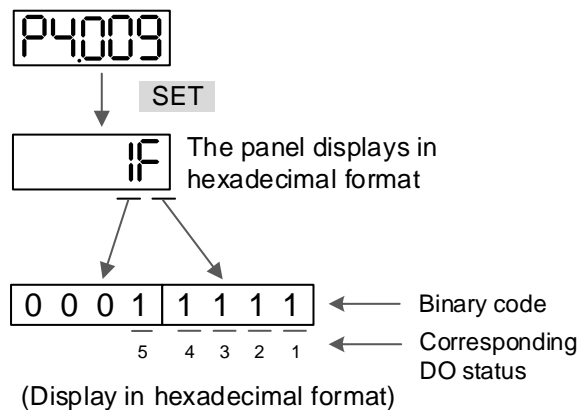 P4.009
SET
1F
The panel displays in
hexadecimal format
0 0 0 1 1 1 1 1
Binary code
5 4 3 2 1
Corresponding
DO status
(Display in hexadecimal format)